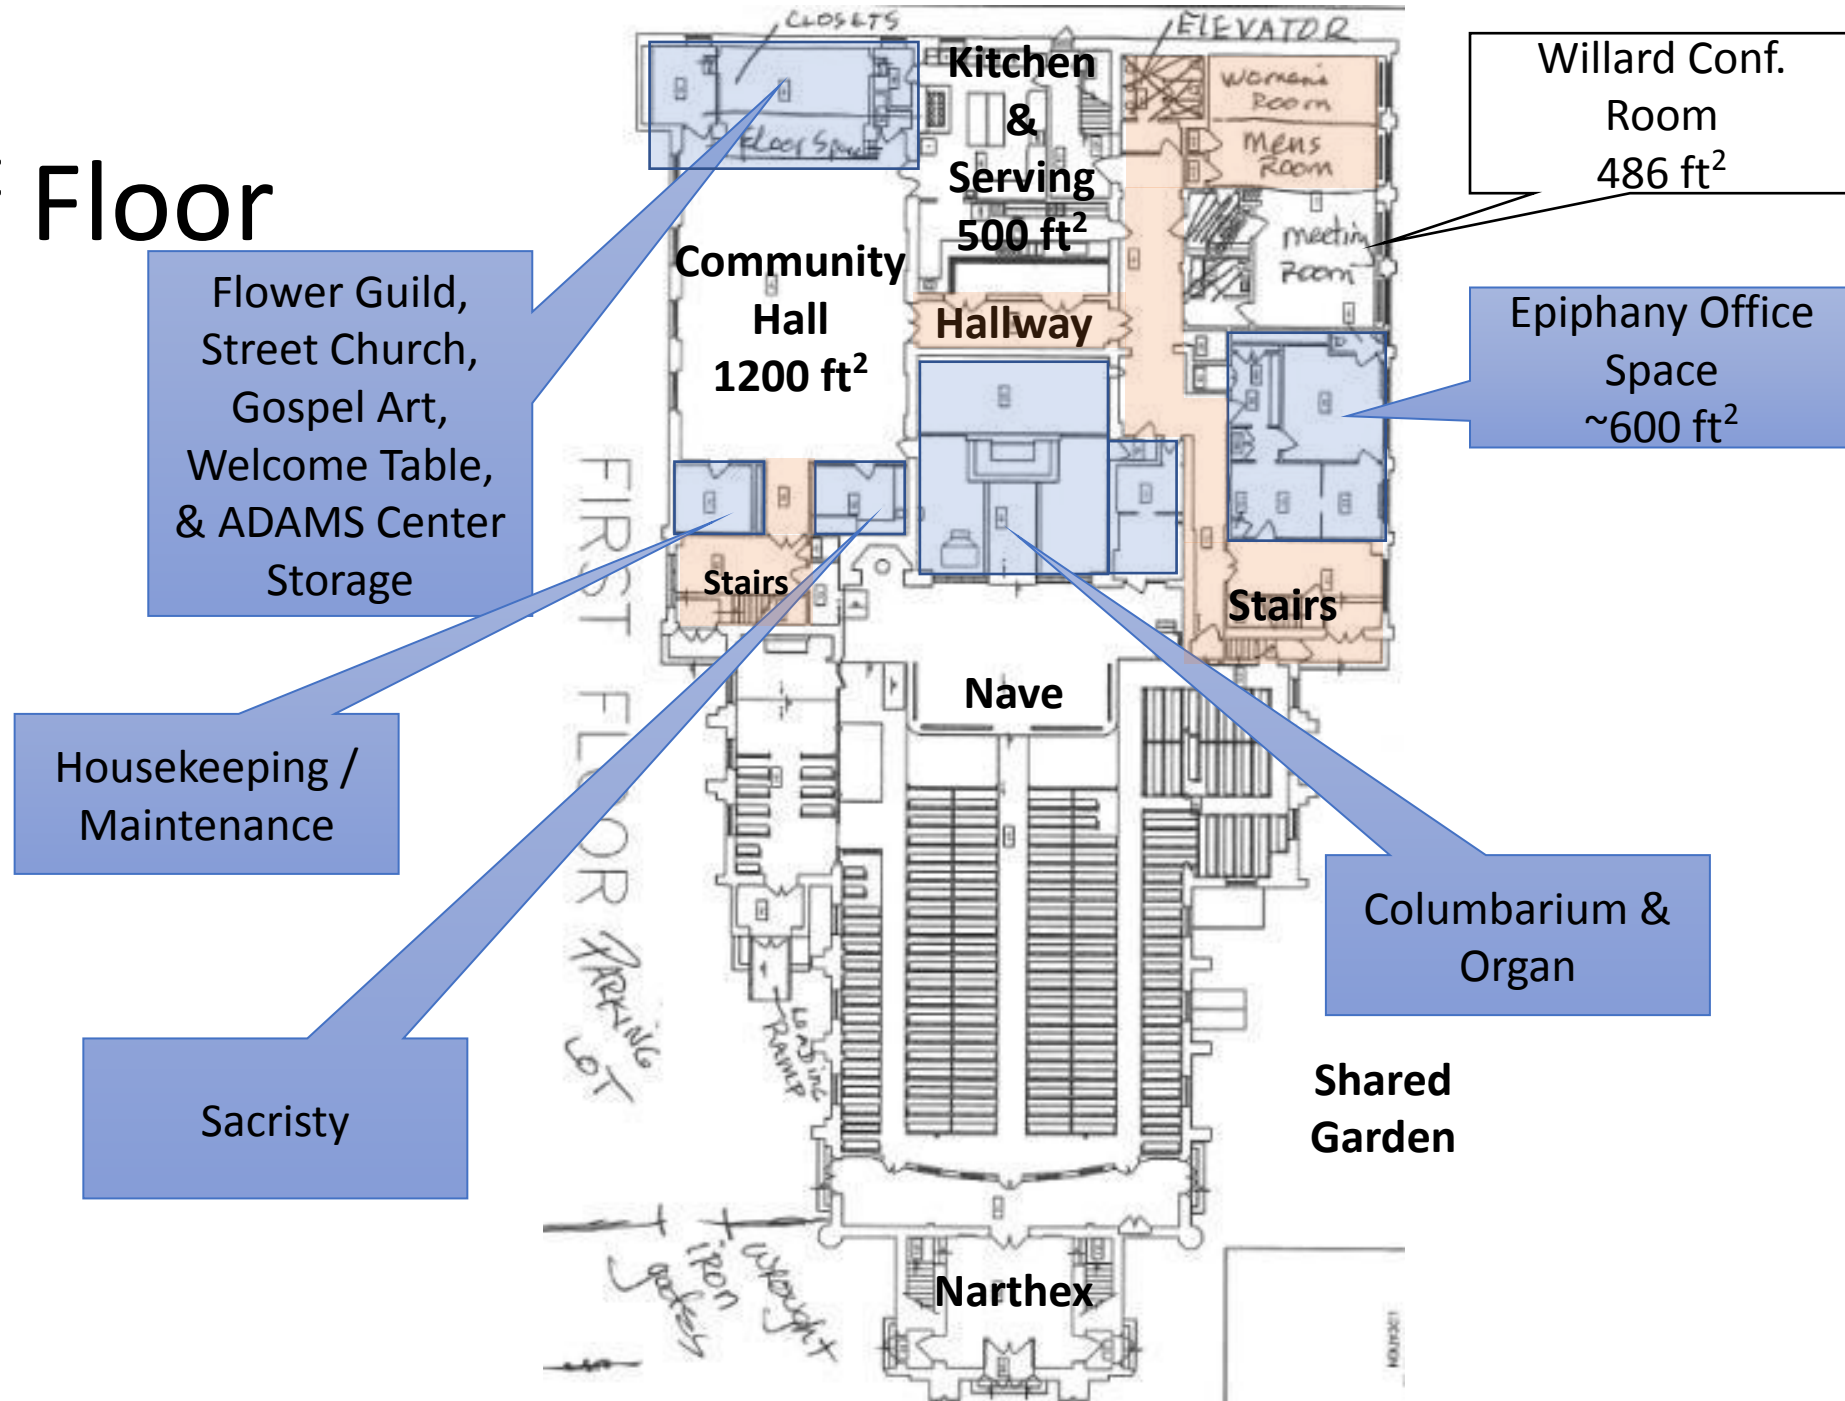 Floor
CLOSETS
ELEVATOR
Kitchen
&
Serving
500 ft²
Women's
Room
Mens
Room
Willard Conf.
Room
486 ft²
Floor Space
meeting
Room
Flower Guild,
Street Church,
Gospel Art,
Welcome Table,
& ADAMS Center
Storage
Community
Hall
1200 ft²
Hallway
Epiphany Office
Space
~600 ft²
Stairs
Stairs
Nave
FIRST FLOOR
Housekeeping /
Maintenance
Columbarium &
Organ
PARKING
LOT
LOADING
RAMP
Sacristy
Shared
Garden
wrought
iron
gates
Narthex
LOCATION